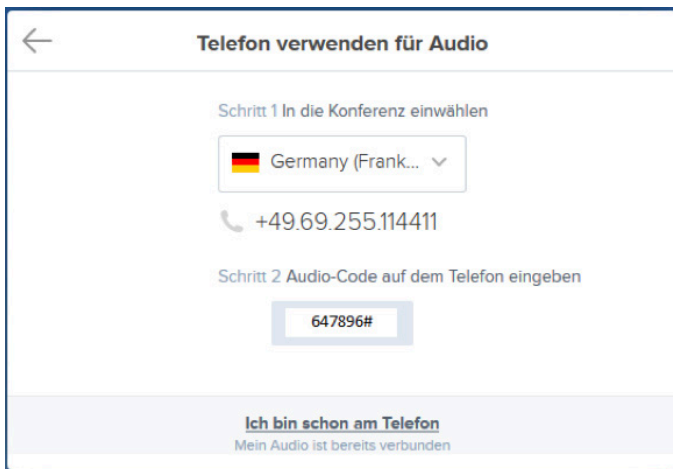 Telefon verwenden für Audio
Schritt 1 In die Konferenz einwählen
Germany (Frank...
+49.69.255.114411
Schritt 2 Audio-Code auf dem Telefon eingeben
647896#
Ich bin schon am Telefon
Mein Audio ist bereits verbunden